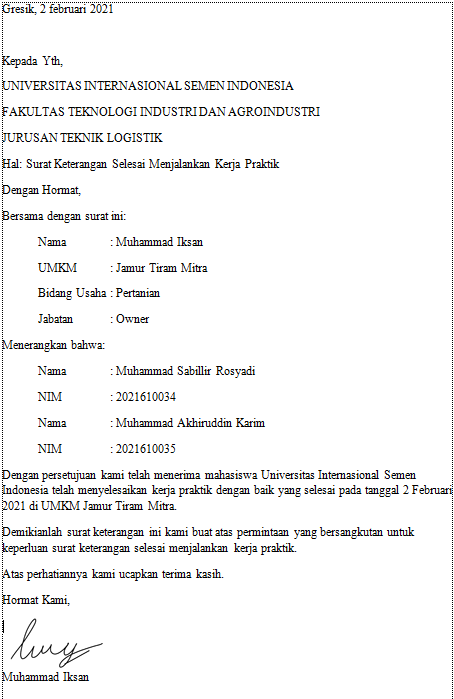 Gresik, 2 februari 2021
Kepada Yth,
UNIVERSITAS INTERNASIONAL SEMEN INDONESIA
FAKULTAS TEKNOLOGI INDUSTRI DAN AGROINDUSTRI
JURUSAN TEKNIK LOGISTIK
Hal: Surat Keterangan Selesai Menjalankan Kerja Praktik
Dengan Hormat,
Bersama dengan surat ini:
Nama : Muhammad Iksan
UMKM : Jamur Tiram Mitra
Bidang Usaha : Pertanian
Jabatan : Owner
Menerangkan bahwa:
Nama : Muhammad Sabillir Rosyadi
NIM : 2021610034
Nama : Muhammad Akhiruddin Karim
NIM : 2021610035
Dengan persetujuan kami telah menerima mahasiswa Universitas Internasional Semen
Indonesia telah menyelesaikan kerja praktik dengan baik yang selesai pada tanggal 2 Februari
2021 di UMKM Jamur Tiram Mitra.
Demikianlah surat keterangan ini kami buat atas permintaan yang bersangkutan untuk
keperluan surat keterangan selesai menjalankan kerja praktik.
Atas perhatiannya kami ucapkan terima kasih.
Hormat Kami,
Muhammad Iksan